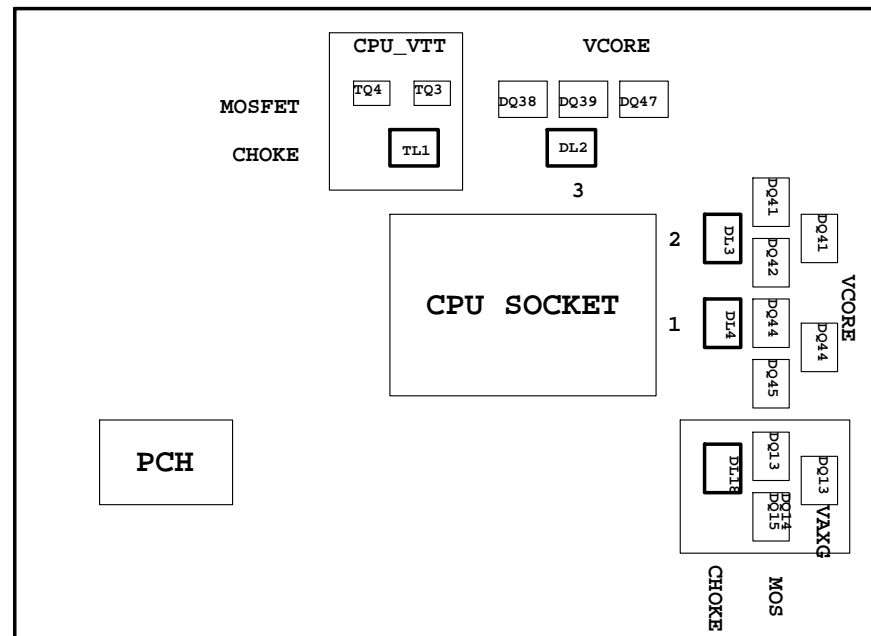 CPU_VTT VCORE
TQ4 TQ3 DQ38 DQ39 DQ47
MOSFET
CHOKE TL1 DL2
3
DQ41
2 DL3 DQ41
DQ42
VCORE
CPU SOCKET
1 DL4 DQ44
DQ44
DQ45
PCH
DL18 DQ13 DQ13
DQ14
DQ15
VAXG
CHOKE MOS